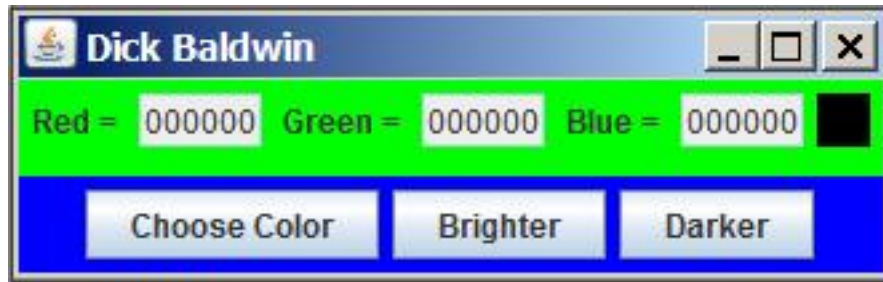 Dick Baldwin
Red = 000000 Green = 000000 Blue = 000000
Choose Color Brighter Darker